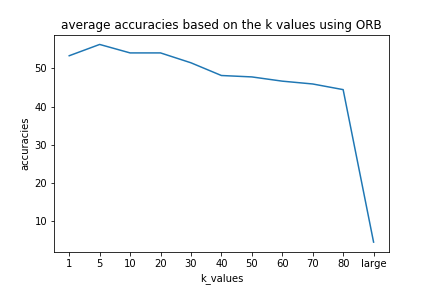 average accuracies based on the k values using ORB
50
40
30
20
10
accuracies
1 5 10 20 30 40 50 60 70 80 large
k_values